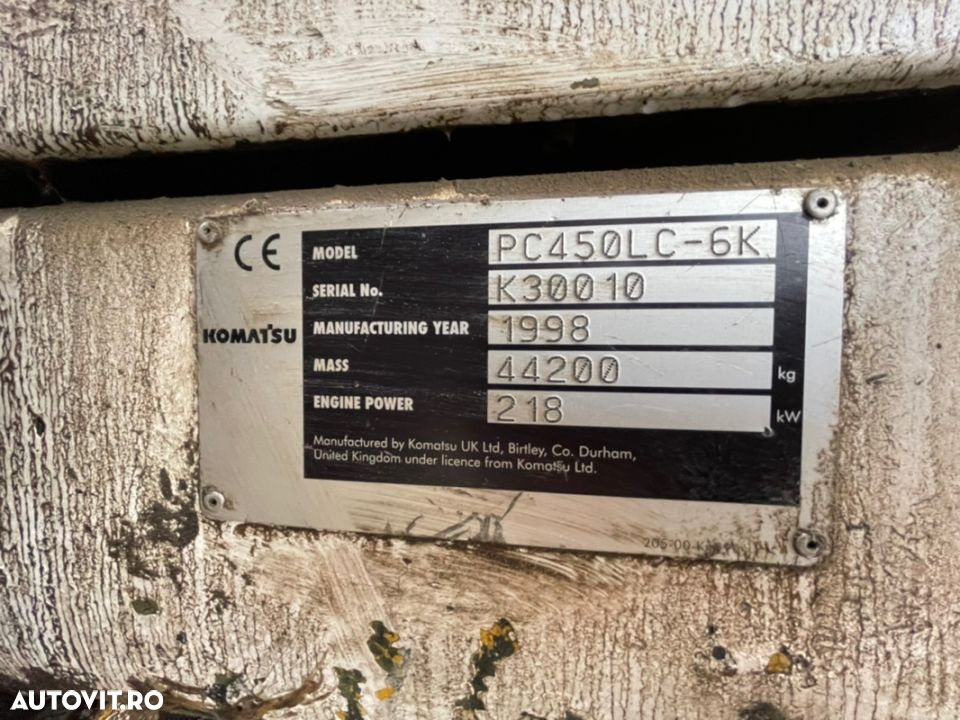 CE
KOMATSU
MODEL PC450LC-6K
SERIAL No. K30010
MANUFACTURING YEAR 1998
MASS 44200 kg
ENGINE POWER 218 kW
Manufactured by Komatsu UK Ltd, Birtley, Co. Durham,
United Kingdom under licence from Komatsu Ltd.
AUTOVIT.RO